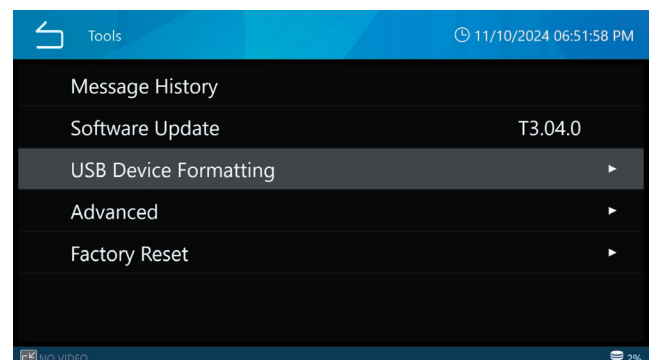 Tools 11/10/2024 06:51:58 PM
Message History
Software Update T3.04.0
USB Device Formatting
Advanced
Factory Reset
NO VIDEO 2%